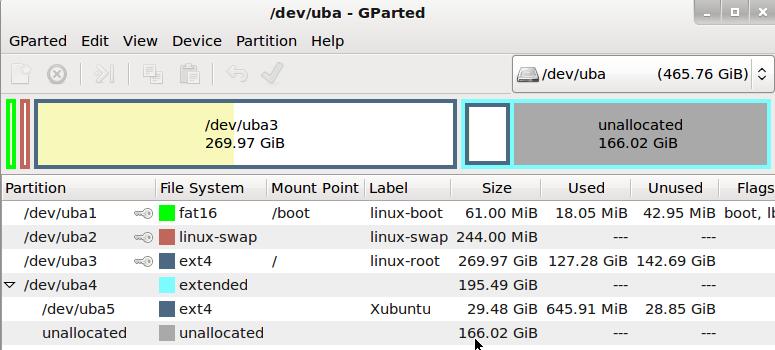 /dev/uba - GParted
GParted Edit View Device Partition Help
/dev/uba (465.76 GiB)
/dev/uba3 unallocated
269.97 GiB 166.02 GiB
Partition File System Mount Point Label Size Used Unused Flags
/dev/uba1 fat16 /boot linux-boot 61.00 MiB 18.05 MiB 42.95 MiB boot,
/dev/uba2 linux-swap linux-swap 244.00 MiB --- ---
/dev/uba3 ext4 / linux-root 269.97 GiB 127.28 GiB 142.69 GiB
/dev/uba4 extended 195.49 GiB --- ---
/dev/uba5 ext4 Xubuntu 29.48 GiB 645.91 MiB 28.85 GiB
unallocated unallocated 166.02 GiB --- ---